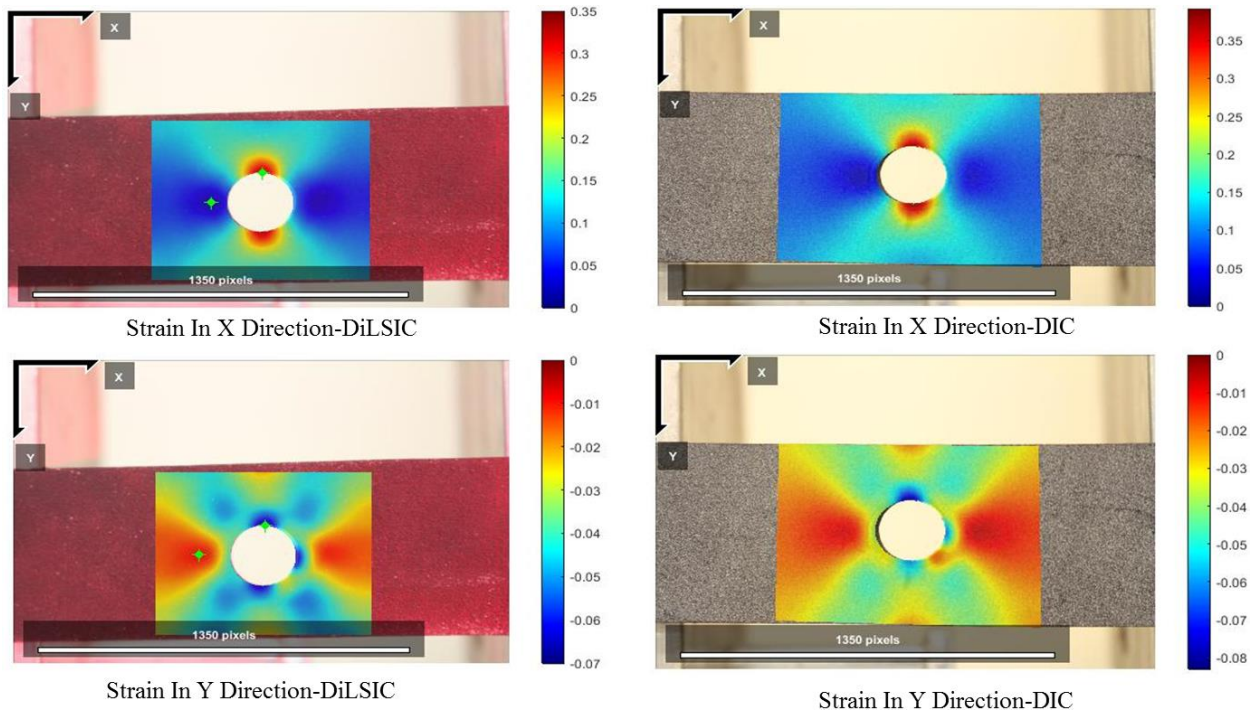 X
Y
1350 pixels
0.35
0.3
0.25
0.2
0.15
0.1
0.05
0
Strain In X Direction-DiLSIC
X
Y
1350 pixels
0.35
0.3
0.25
0.2
0.15
0.1
0.05
0
Strain In X Direction-DIC
X
Y
1350 pixels
0
-0.01
-0.02
-0.03
-0.04
-0.05
-0.06
-0.07
Strain In Y Direction-DiLSIC
X
Y
1350 pixels
0
-0.01
-0.02
-0.03
-0.04
-0.05
-0.06
-0.07
-0.08
Strain In Y Direction-DIC